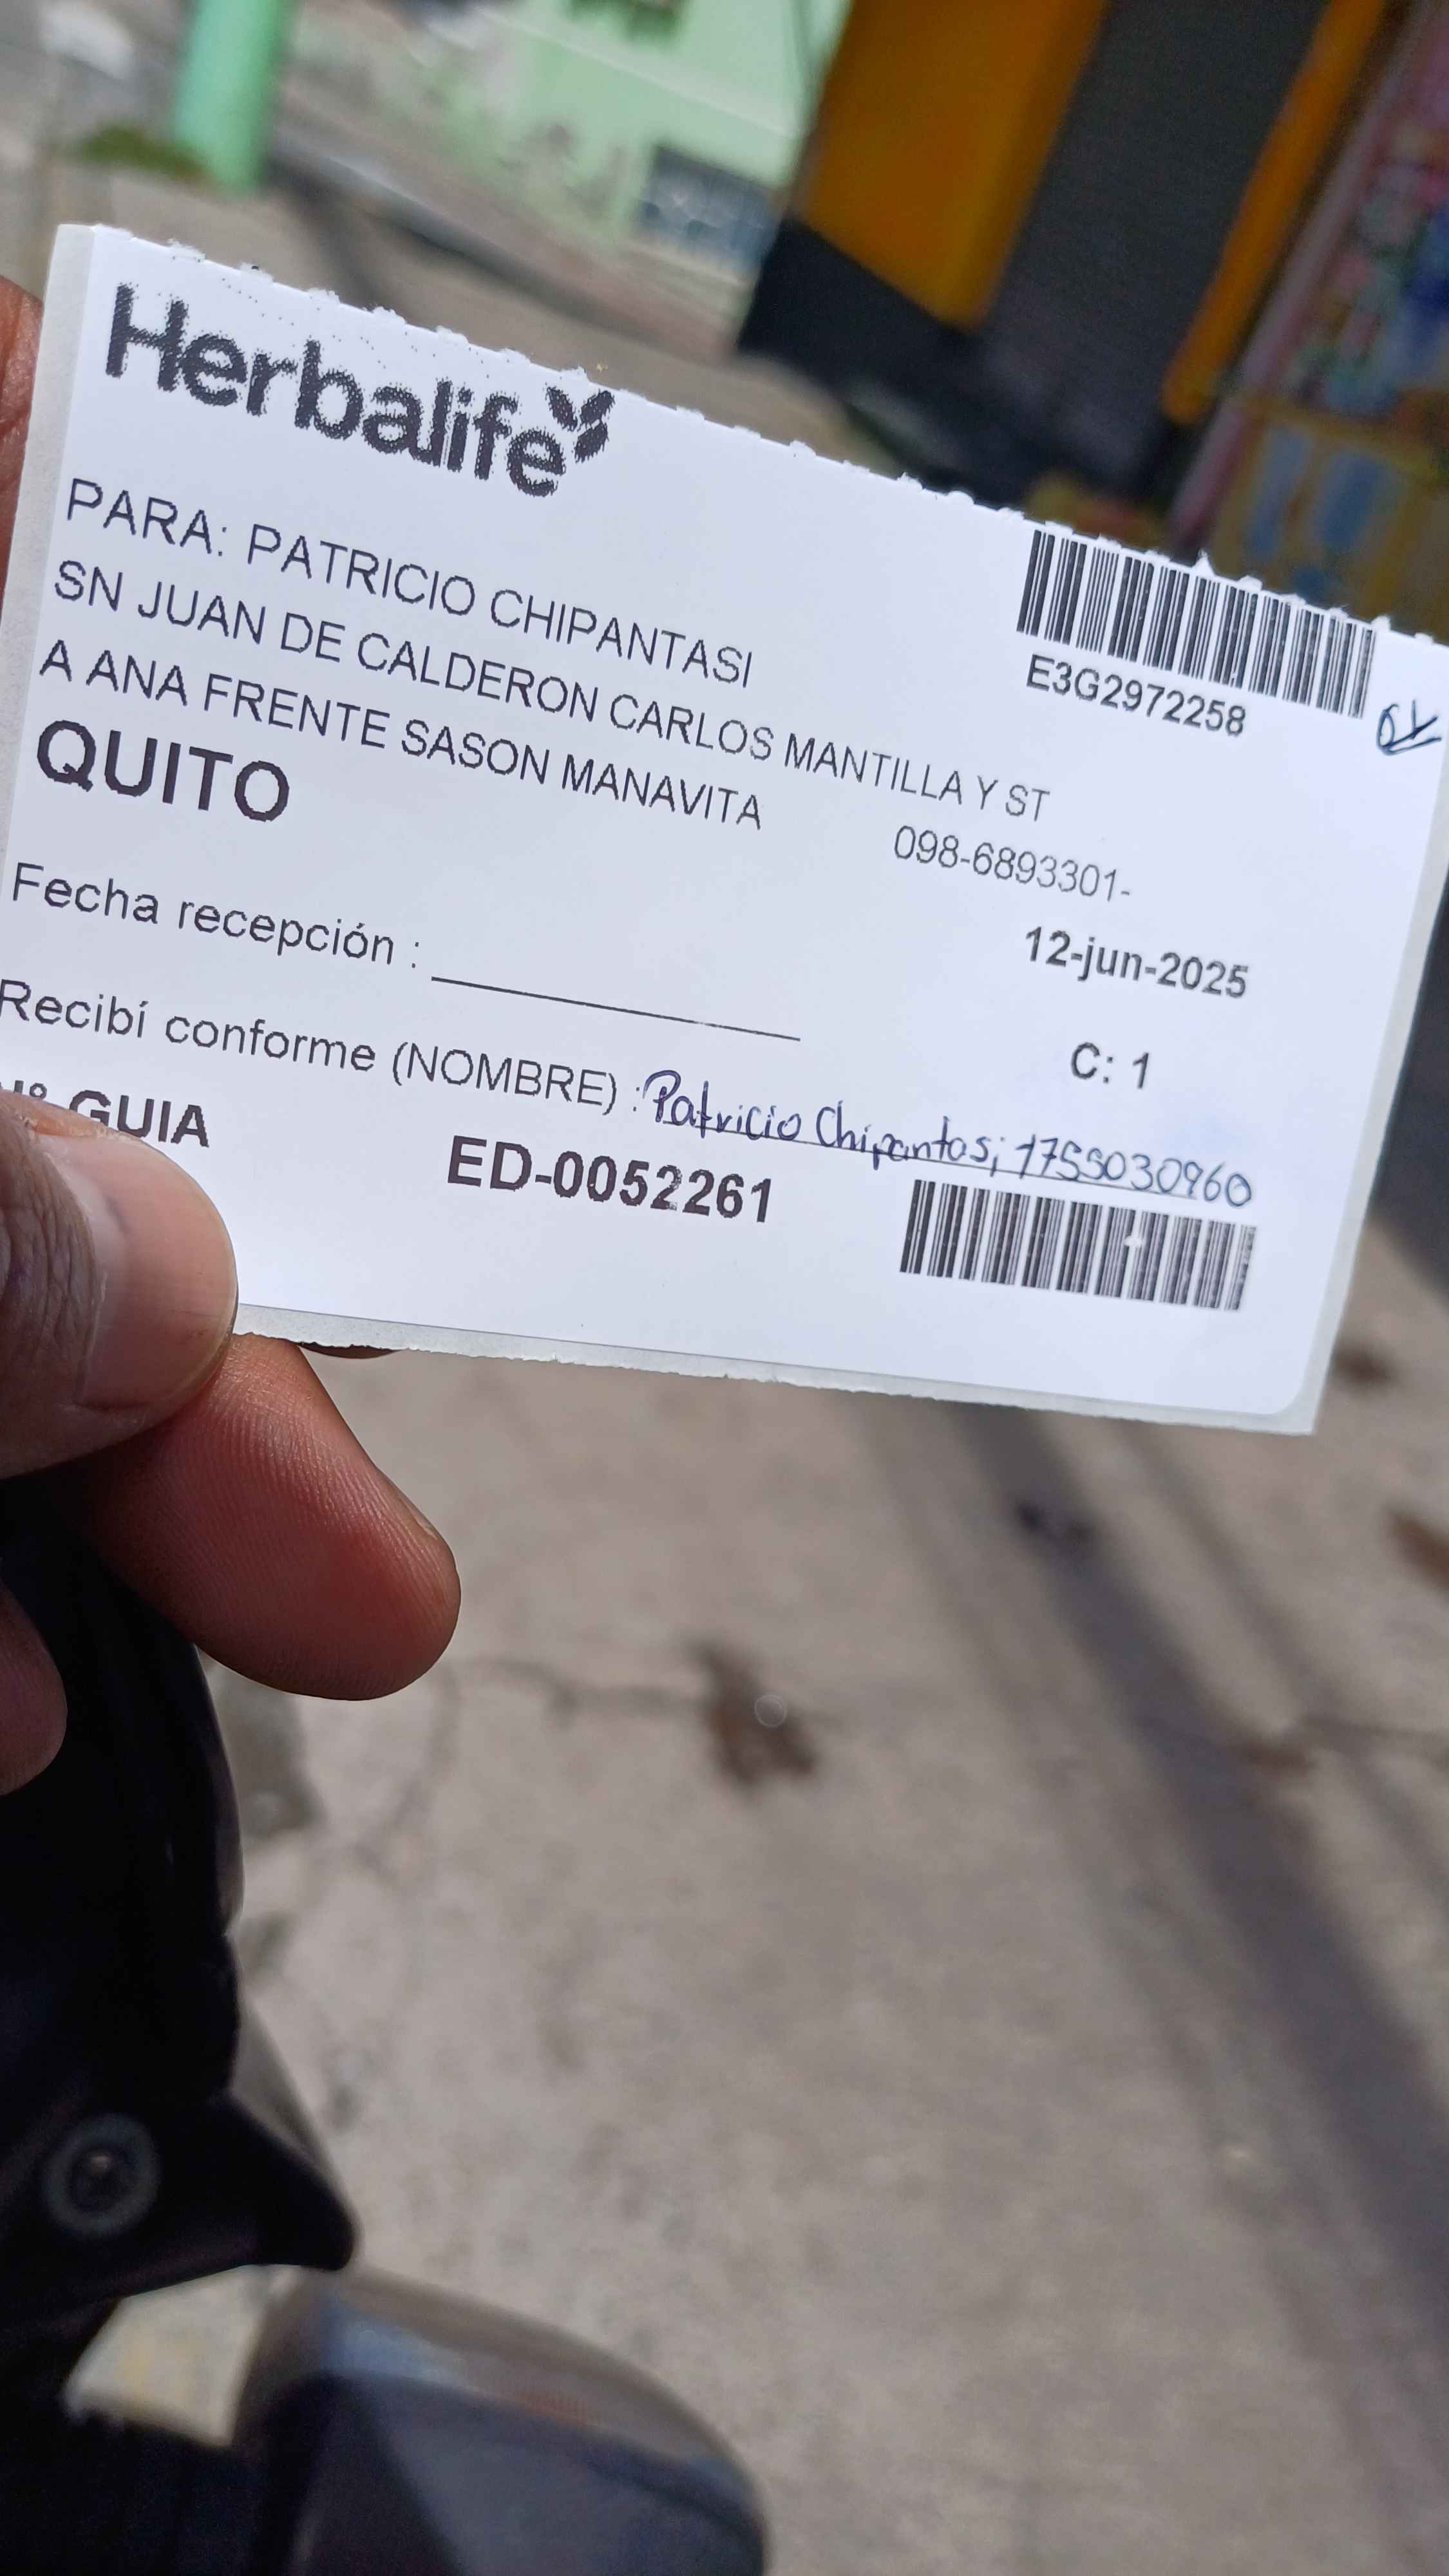 Herbalife
PARA: PATRICIO CHIPANTASI
SN JUAN DE CALDERON CARLOS MANTILLA Y ST
A ANA FRENTE SASON MANAVITA
QUITO
E3G2972258
098-6893301-
12-jun-2025
Fecha recepción : ____________
C: 1
Recibí conforme (NOMBRE) : Patricio Chipantasi 1755030960
GUIA
ED-0052261